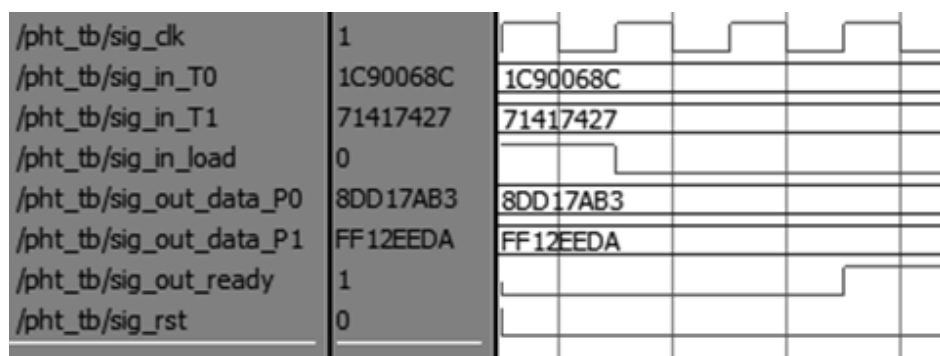 /pht_tb/sig_clk 1
/pht_tb/sig_in_T0 1C90068C 1C90068C
/pht_tb/sig_in_T1 71417427 71417427
/pht_tb/sig_in_load 0
/pht_tb/sig_out_data_P0 8DD17AB3 8DD17AB3
/pht_tb/sig_out_data_P1 FF12EEDA FF12EEDA
/pht_tb/sig_out_ready 1
/pht_tb/sig_rst 0